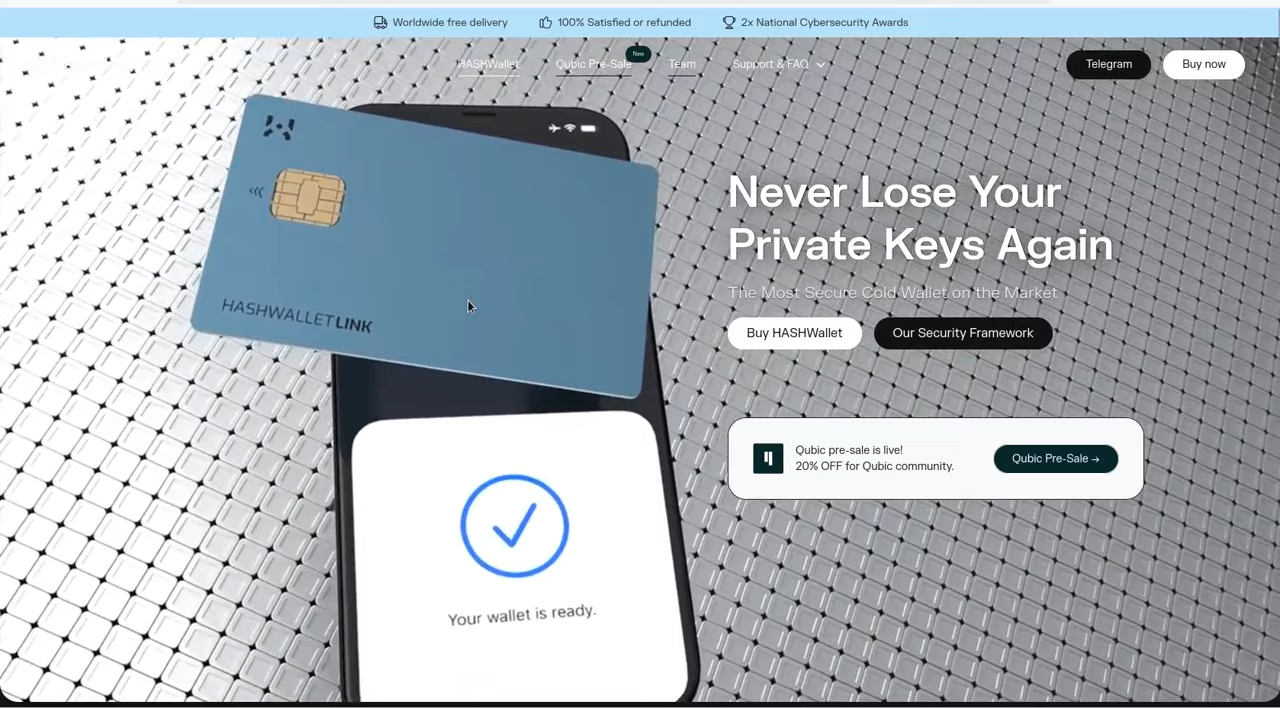 Worldwide free delivery
100% Satisfied or refunded
2x National Cybersecurity Awards
HASHWallet
Qubic Pre-Sale
New
Team
Support & FAQ
Telegram
Buy now
HASHWALLETLINK
Never Lose Your
Private Keys Again
The Most Secure Cold Wallet on the Market
Buy HASHWallet
Our Security Framework
Qubic pre-sale is live!
20% OFF for Qubic community.
Qubic Pre-Sale →
Your wallet is ready.